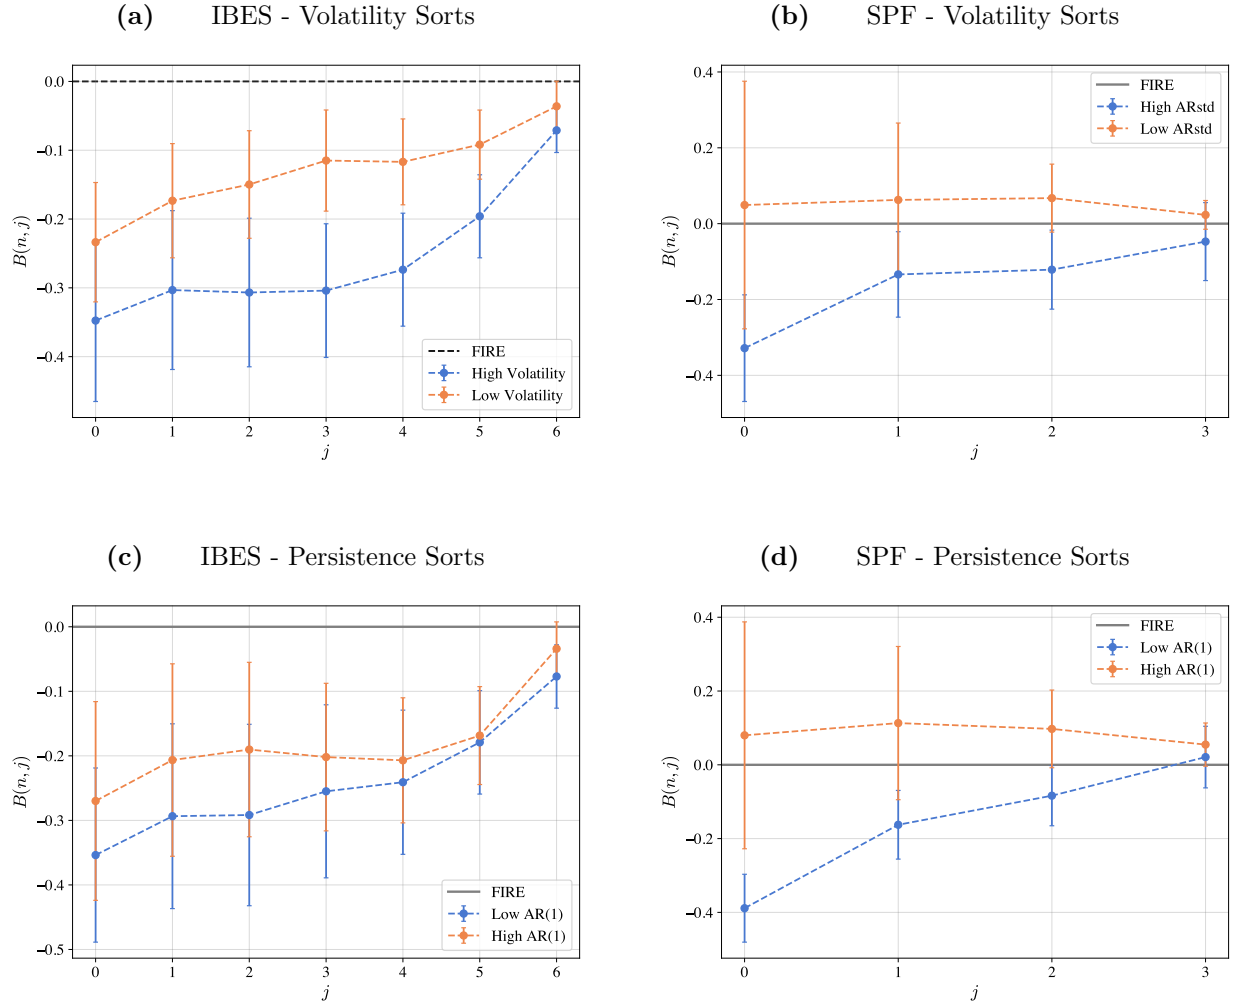 (a) IBES - Volatility Sorts
0.0
−0.1
−0.2
−0.3
−0.4
B(n, j)
FIRE
High Volatility
Low Volatility
0 1 2 3 4 5 6
j
(b) SPF - Volatility Sorts
0.4
0.2
0.0
−0.2
−0.4
B(n, j)
FIRE
High ARstd
Low ARstd
0 1 2 3
j
(c) IBES - Persistence Sorts
0.0
−0.1
−0.2
−0.3
−0.4
−0.5
B(n, j)
FIRE
Low AR(1)
High AR(1)
0 1 2 3 4 5 6
j
(d) SPF - Persistence Sorts
0.4
0.2
0.0
−0.2
−0.4
B(n, j)
FIRE
Low AR(1)
High AR(1)
0 1 2 3
j